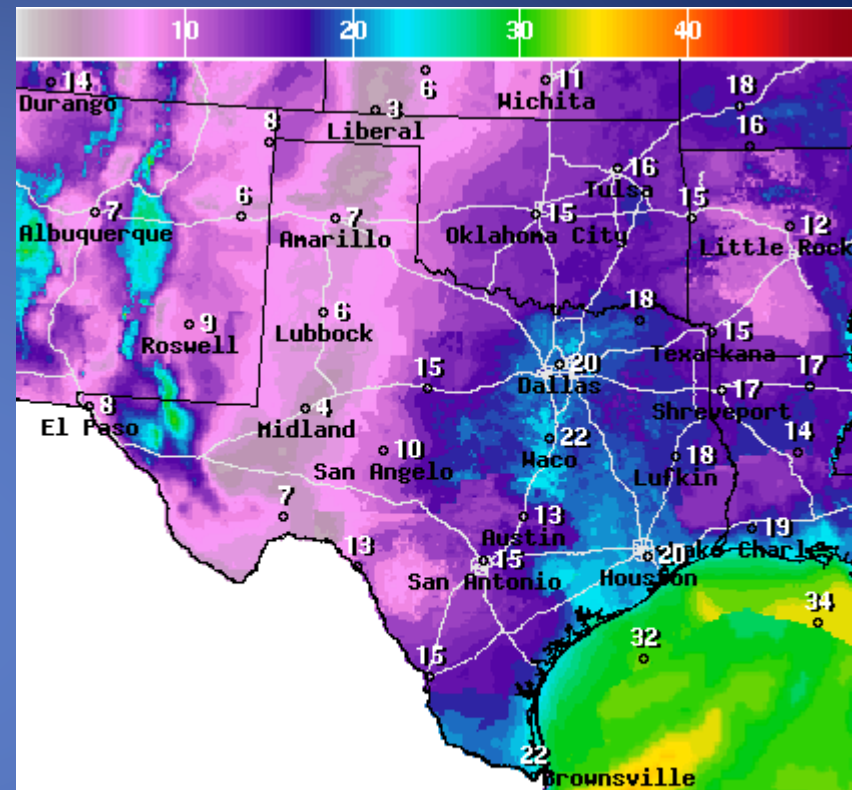 10 20 30 40
14
Durango
6
11
Wichita
18
3
Liberal
8
16
16
Tulsa
7
Albuquerque
6
7
Amarillo
15
Oklahoma City
15
12
Little Rock
9
Roswell
6
Lubbock
18
15
Texarkana
15
20
Dallas
17
Shreveport
17
8
El Paso
4
Midland
10
San Angelo
22
Waco
18
Lufkin
14
7
13
Austin
19
Lake Charles
13
15
San Antonio
20
Houston
34
32
15
22
Brownsville